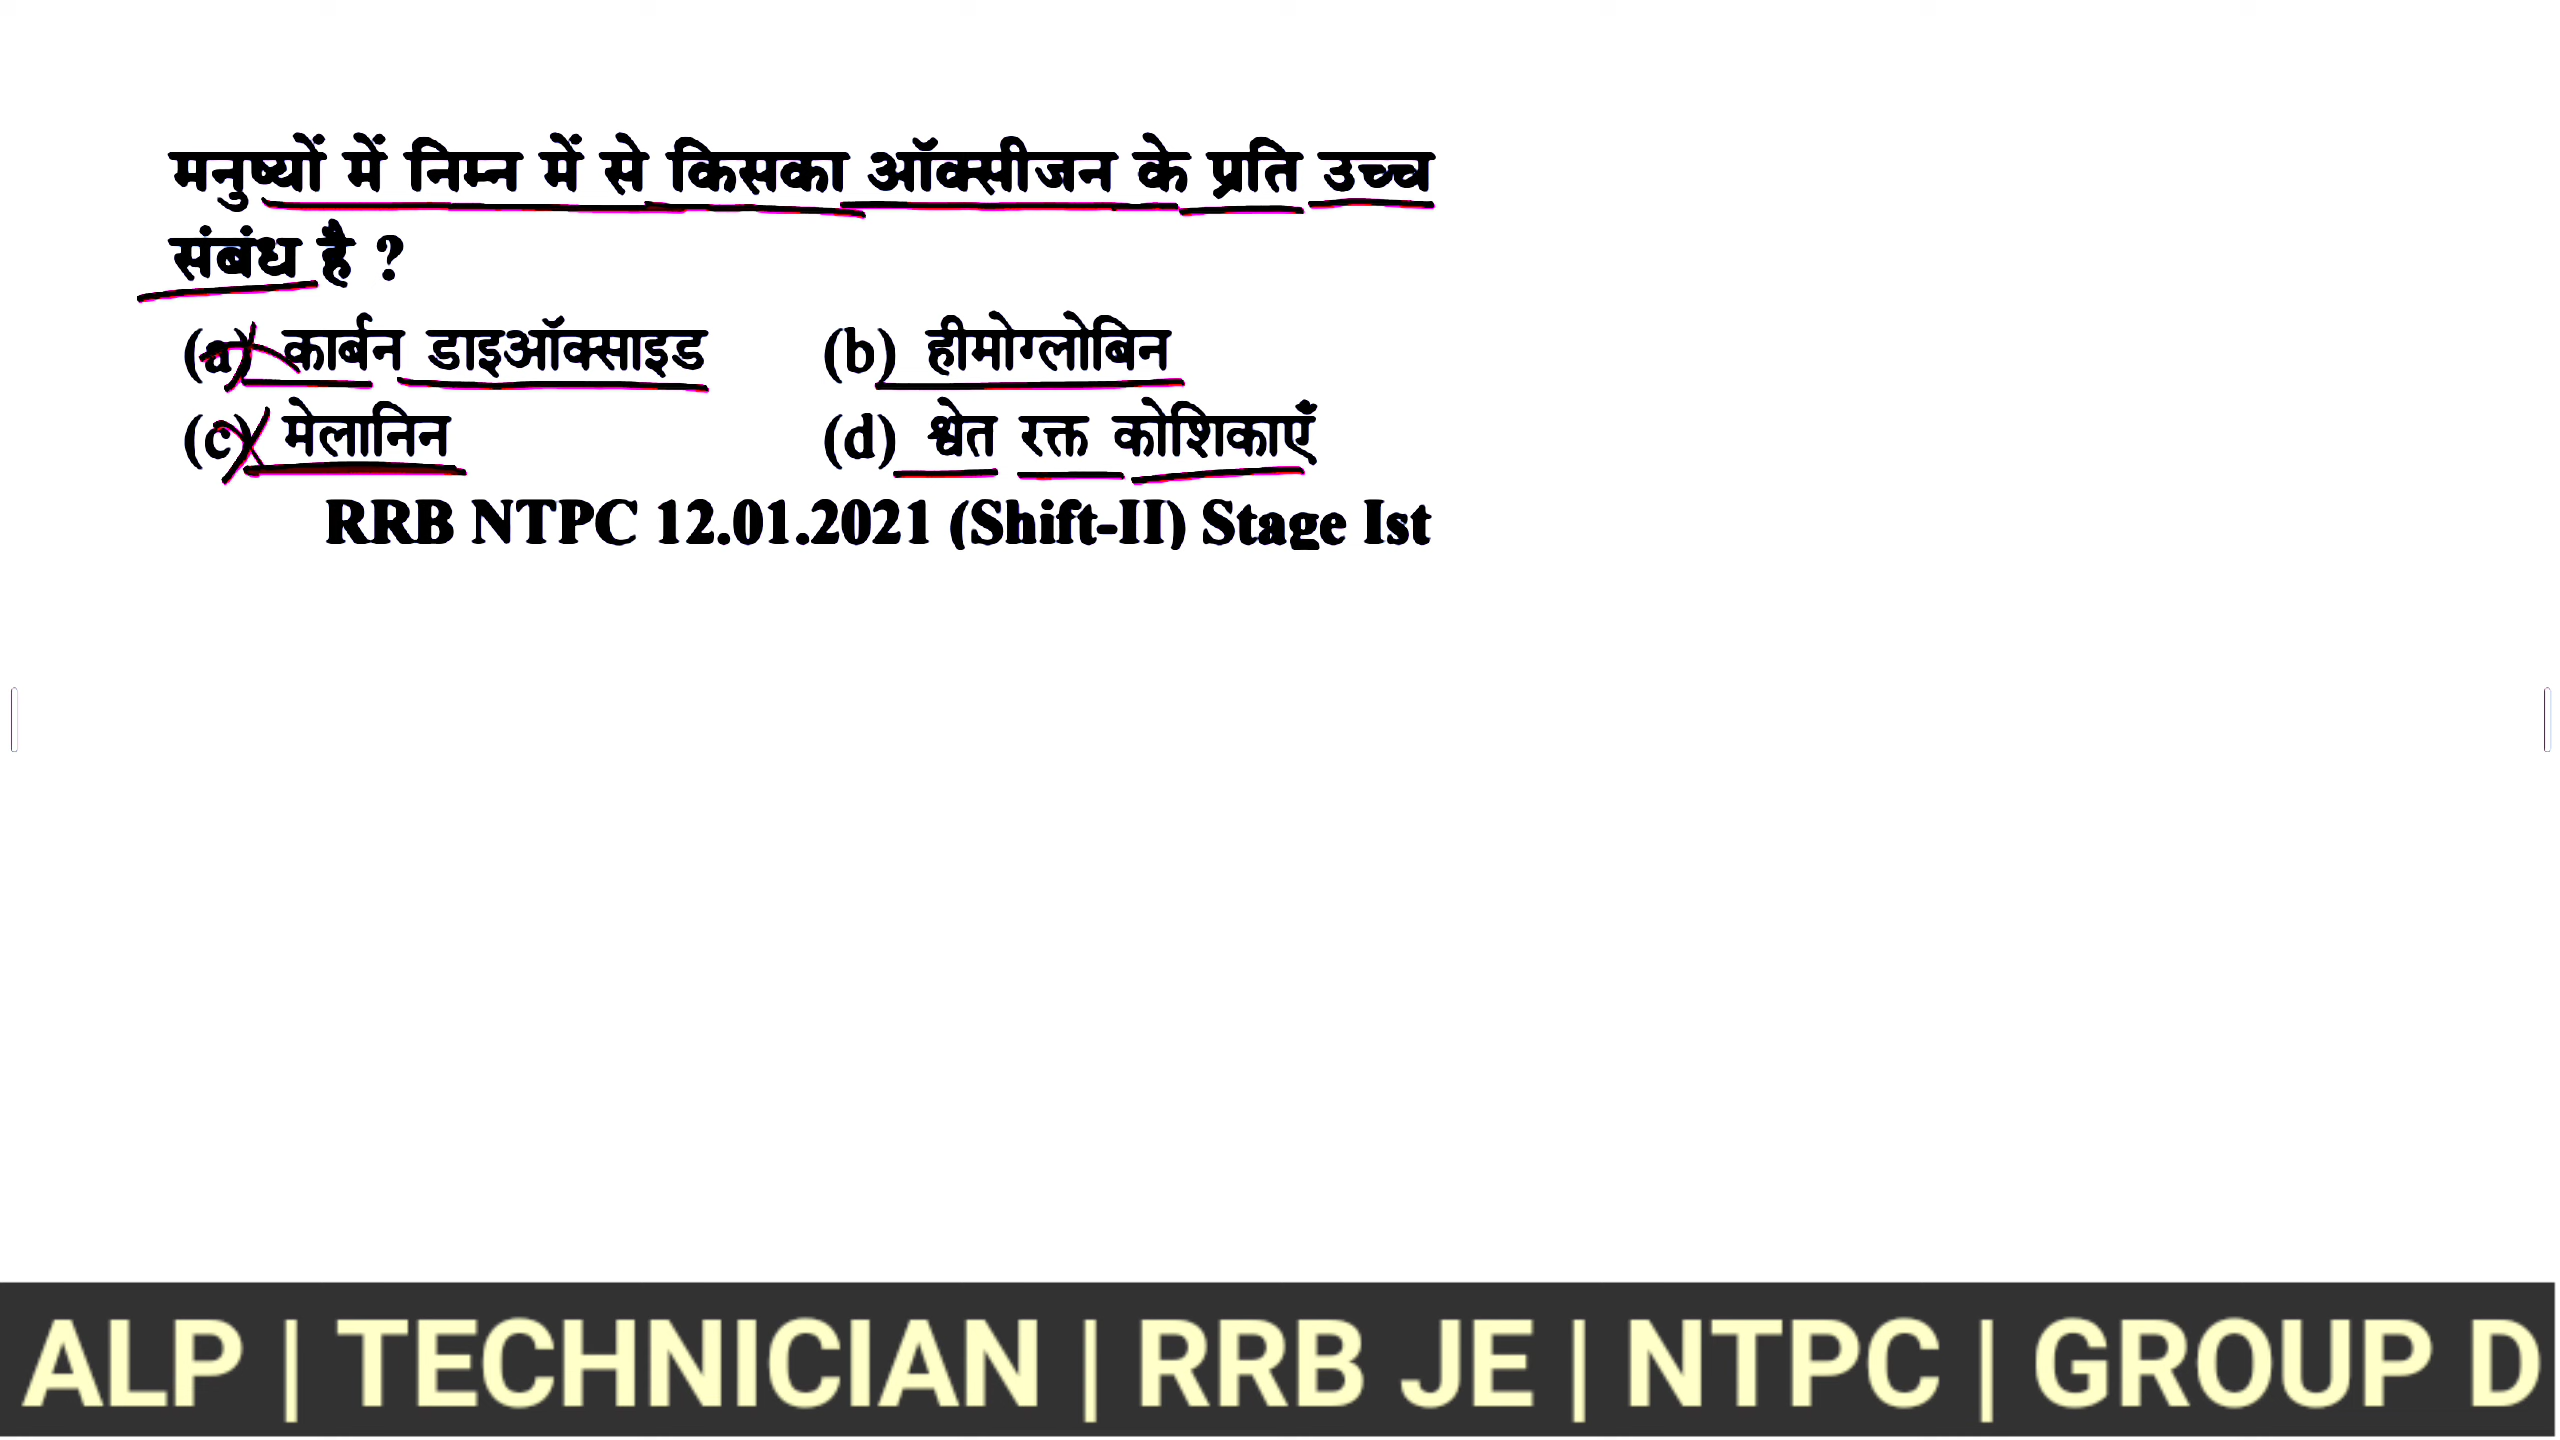 मनुष्यों में निम्न में से किसका ऑक्सीजन के प्रति उच्च
संबंध है ?
(a) कार्बन डाइऑक्साइड (b) हीमोग्लोबिन
(c) मेलानिन (d) श्वेत रक्त कोशिकाएँ
RRB NTPC 12.01.2021 (Shift-II) Stage Ist
ALP | TECHNICIAN | RRB JE | NTPC | GROUP D